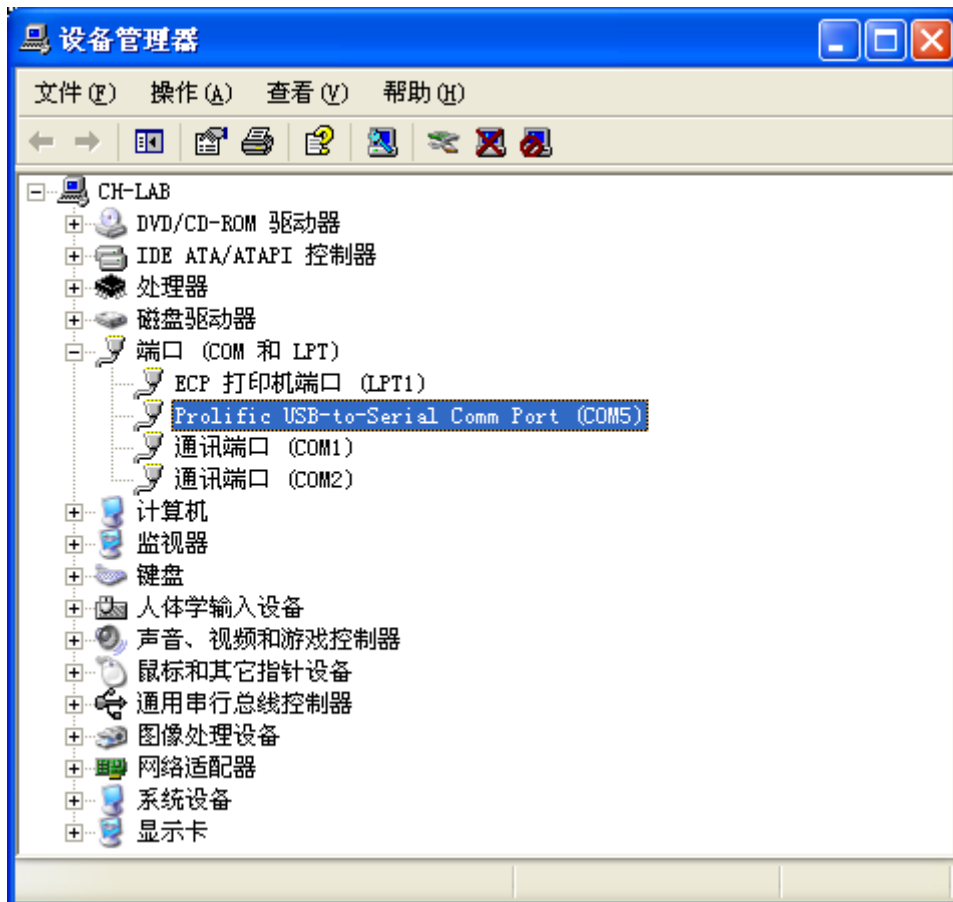 设备管理器
文件(F) 操作(A) 查看(V) 帮助(H)
CH-LAB
DVD/CD-ROM 驱动器
IDE ATA/ATAPI 控制器
处理器
磁盘驱动器
端口 (COM 和 LPT)
ECP 打印机端口 (LPT1)
Prolific USB-to-Serial Comm Port (COM5)
通讯端口 (COM1)
通讯端口 (COM2)
计算机
监视器
键盘
人体学输入设备
声音、视频和游戏控制器
鼠标和其它指针设备
通用串行总线控制器
图像处理设备
网络适配器
系统设备
显示卡